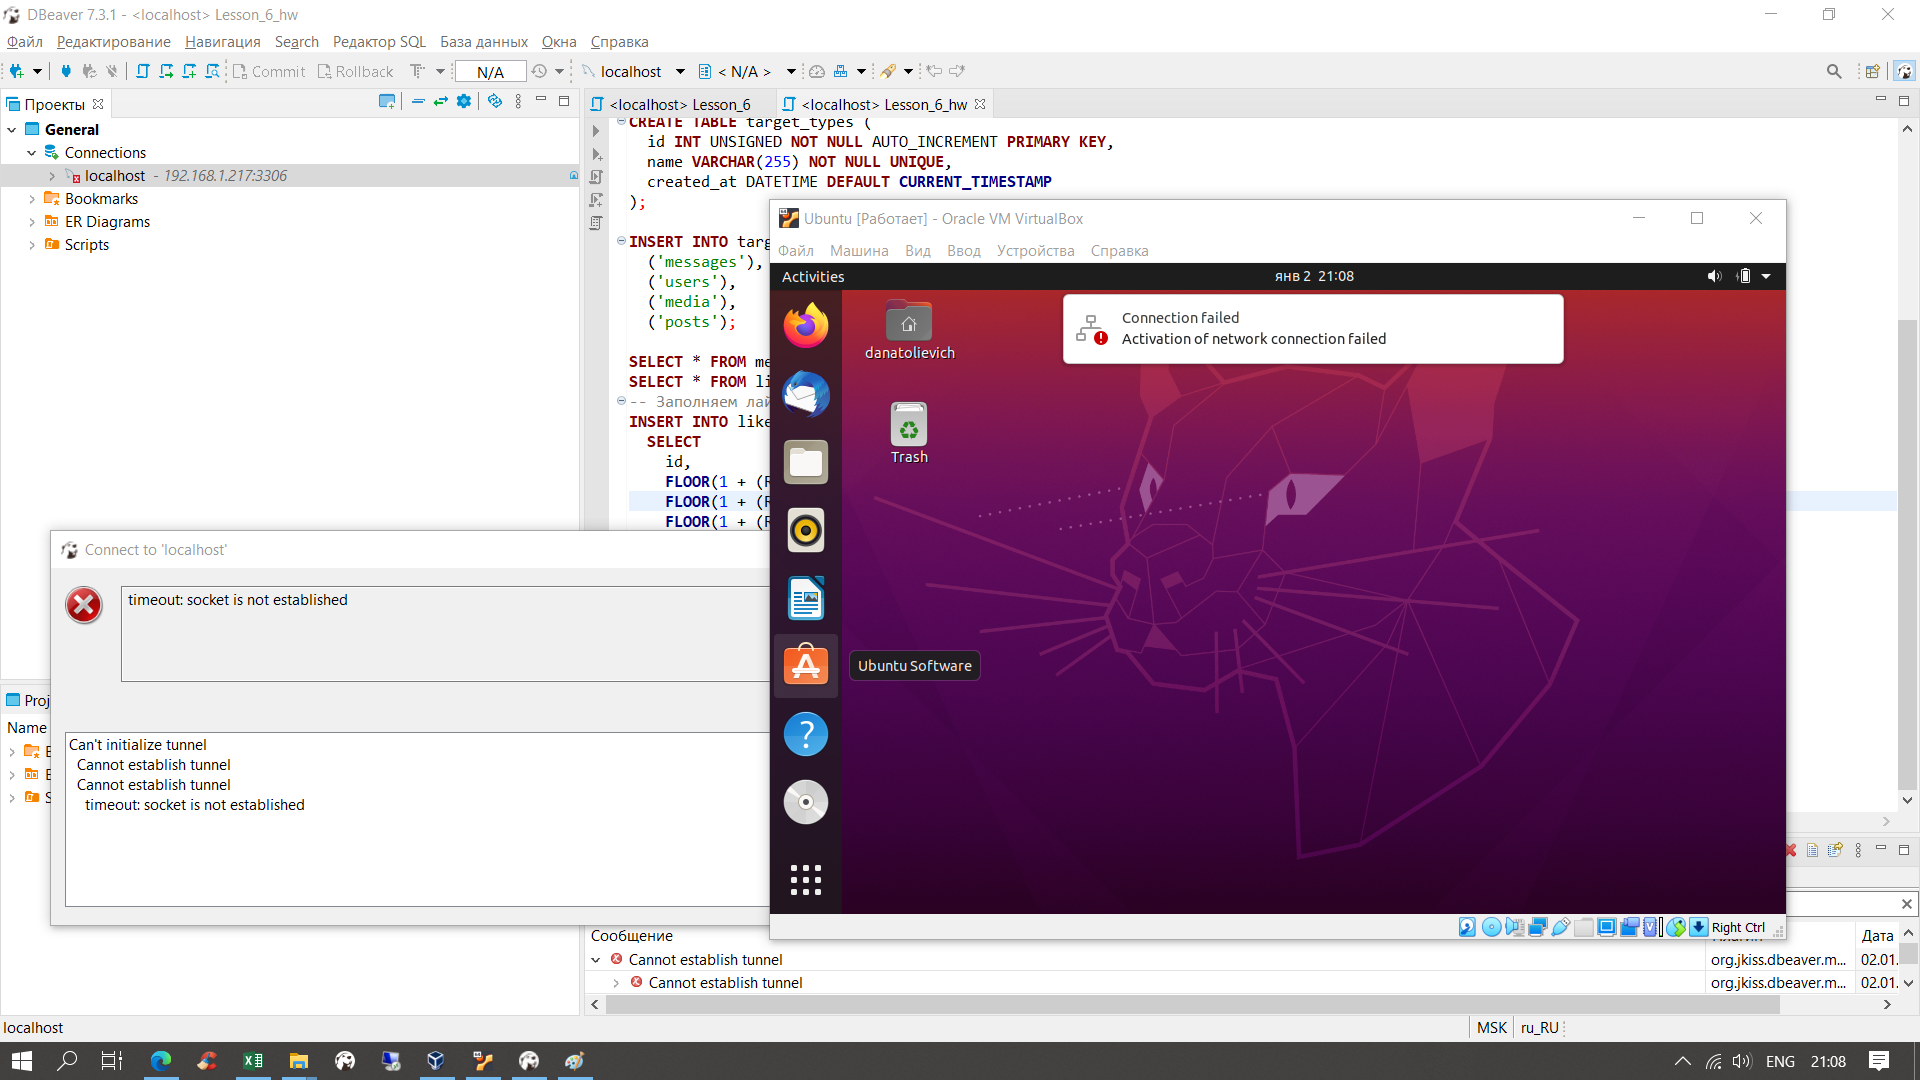 DBeaver 7.3.1 - <localhost> Lesson_6_hw
Файл Редактирование Навигация Search Редактор SQL База данных Окна Справка
Commit Rollback N/A localhost < N/A >
Проекты
General
Connections
localhost - 192.168.1.217:3306
Bookmarks
ER Diagrams
Scripts
<localhost> Lesson_6
<localhost> Lesson_6_hw
CREATE TABLE target_types (
id INT UNSIGNED NOT NULL AUTO_INCREMENT PRIMARY KEY,
name VARCHAR(255) NOT NULL UNIQUE,
created_at DATETIME DEFAULT CURRENT_TIMESTAMP
);
INSERT INTO targ
('messages'),
('users'),
('media'),
('posts');
SELECT * FROM me
SELECT * FROM li
-- Заполняем лай
INSERT INTO like
SELECT
id,
FLOOR(1 + (R
FLOOR(1 + (R
FLOOR(1 + (R
Ubuntu [Работает] - Oracle VM VirtualBox
Файл Машина Вид Ввод Устройства Справка
Activities
янв 2 21:08
Connection failed
Activation of network connection failed
danatolievich
Trash
Ubuntu Software
Right Ctrl
Connect to 'localhost'
timeout: socket is not established
Can't initialize tunnel
Cannot establish tunnel
Cannot establish tunnel
timeout: socket is not established
Proj
Name
B
E
S
Сообщение
Дата
Cannot establish tunnel
org.jkiss.dbeaver.m...
02.01.
Cannot establish tunnel
org.jkiss.dbeaver.m...
02.01.
localhost
MSK
ru_RU
ENG
21:08